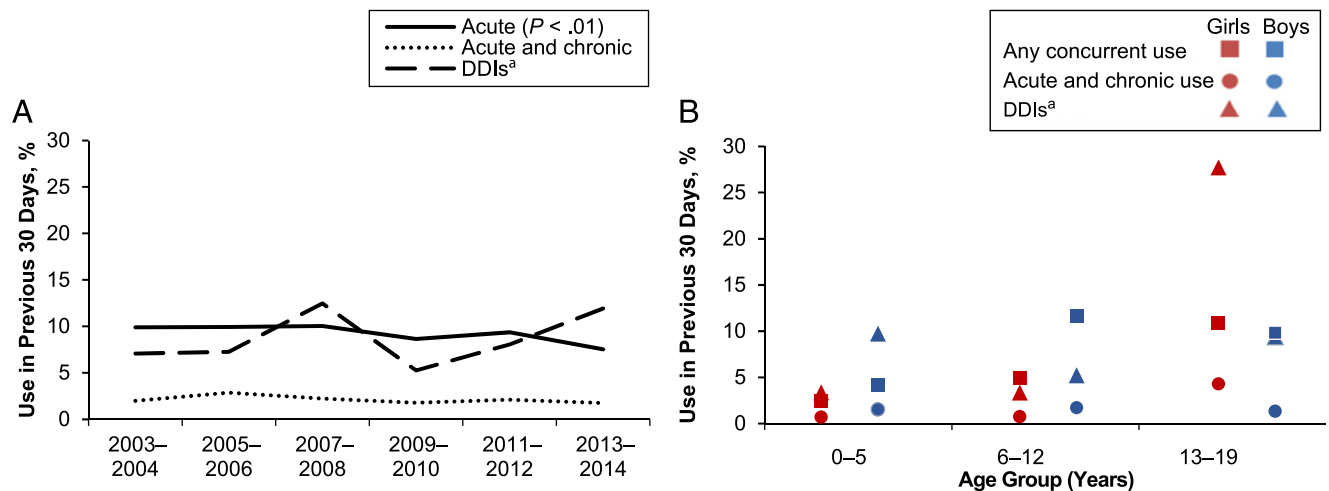 Acute (P < .01)
Acute and chronic
DDIsa
A
Use in Previous 30 Days, %
30
25
20
15
10
5
0
2003–
2004
2005–
2006
2007–
2008
2009–
2010
2011–
2012
2013–
2014
Girls Boys
Any concurrent use
Acute and chronic use
DDIsa
B
Use in Previous 30 Days, %
30
25
20
15
10
5
0
0–5 6–12 13–19
Age Group (Years)